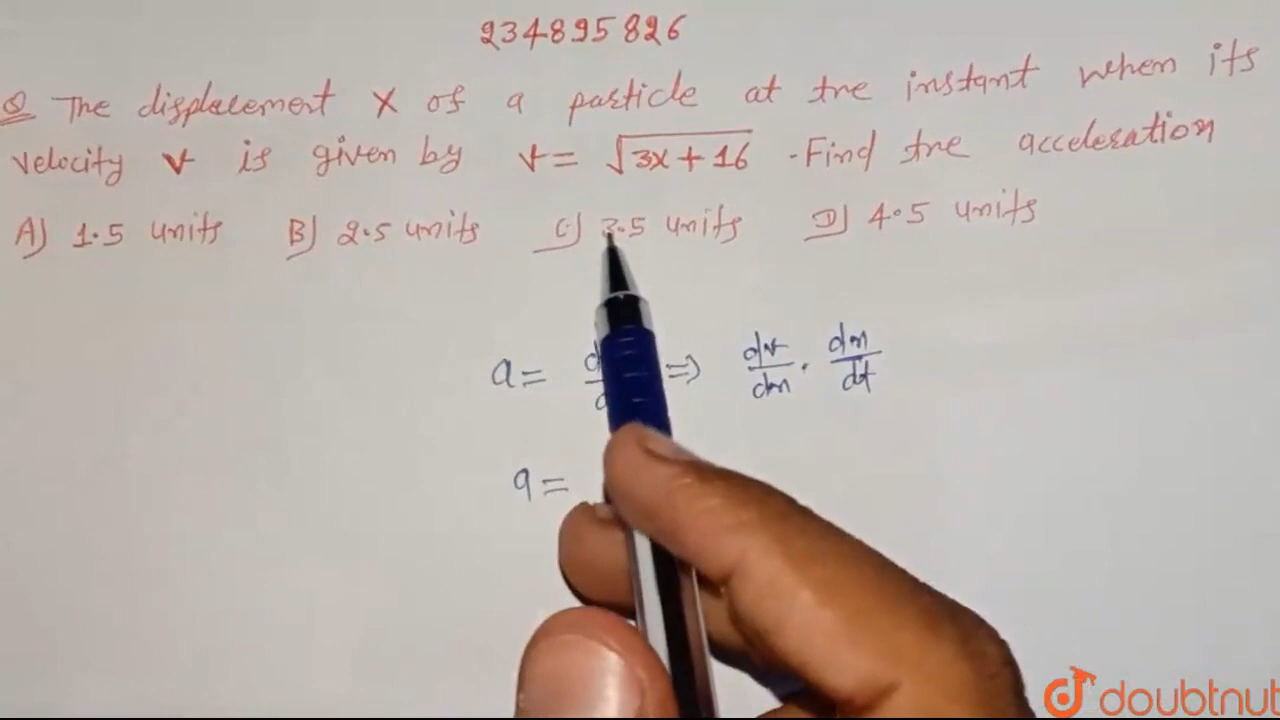 234895826
Q The displacement x of a particle at the instant when its
velocity v is given by v = √3x + 16 . Find the acceleration
A) 1.5 units B) 2.5 units C) 3.5 units D) 4.5 units
a = d ⇒ dv/dx . dx/dt
a =
doubtnut